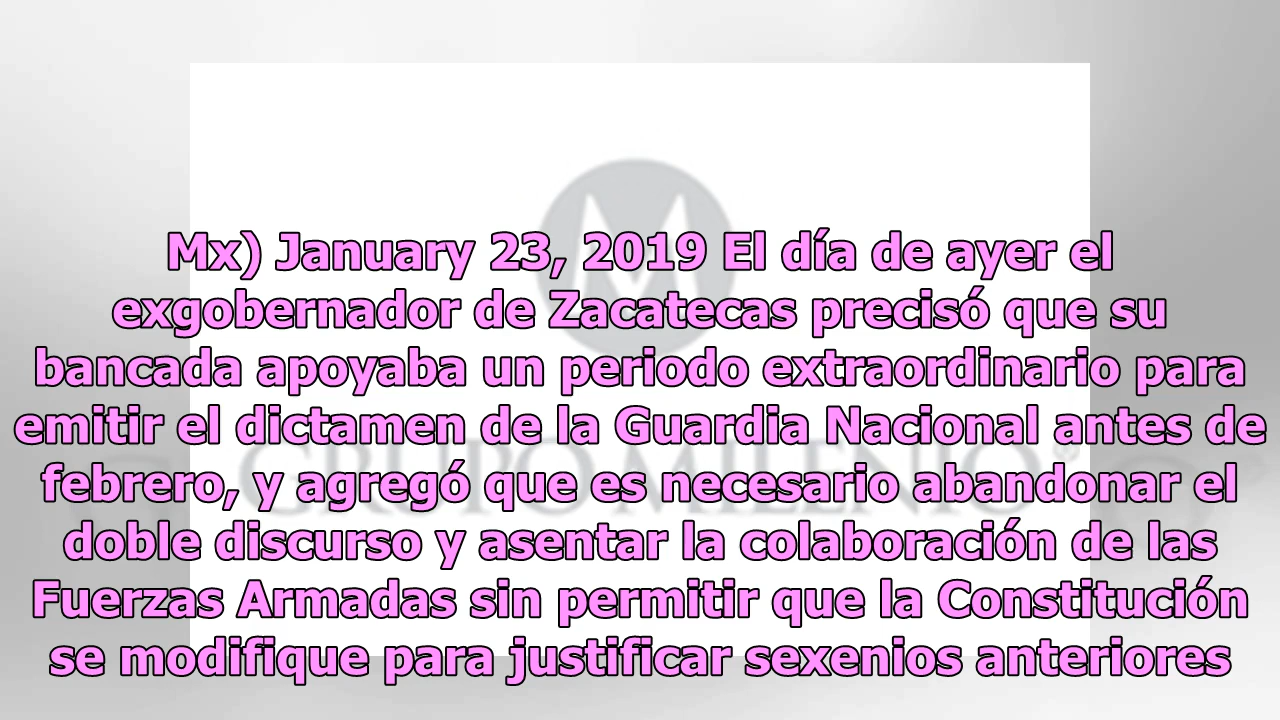 Mx) January 23, 2019 El día de ayer el
exgobernador de Zacatecas precisó que su
bancada apoyaba un periodo extraordinario para
emitir el dictamen de la Guardia Nacional antes de
febrero, y agregó que es necesario abandonar el
doble discurso y asentar la colaboración de las
Fuerzas Armadas sin permitir que la Constitución
se modifique para justificar sexenios anteriores
M
GRUPO MILENIO®